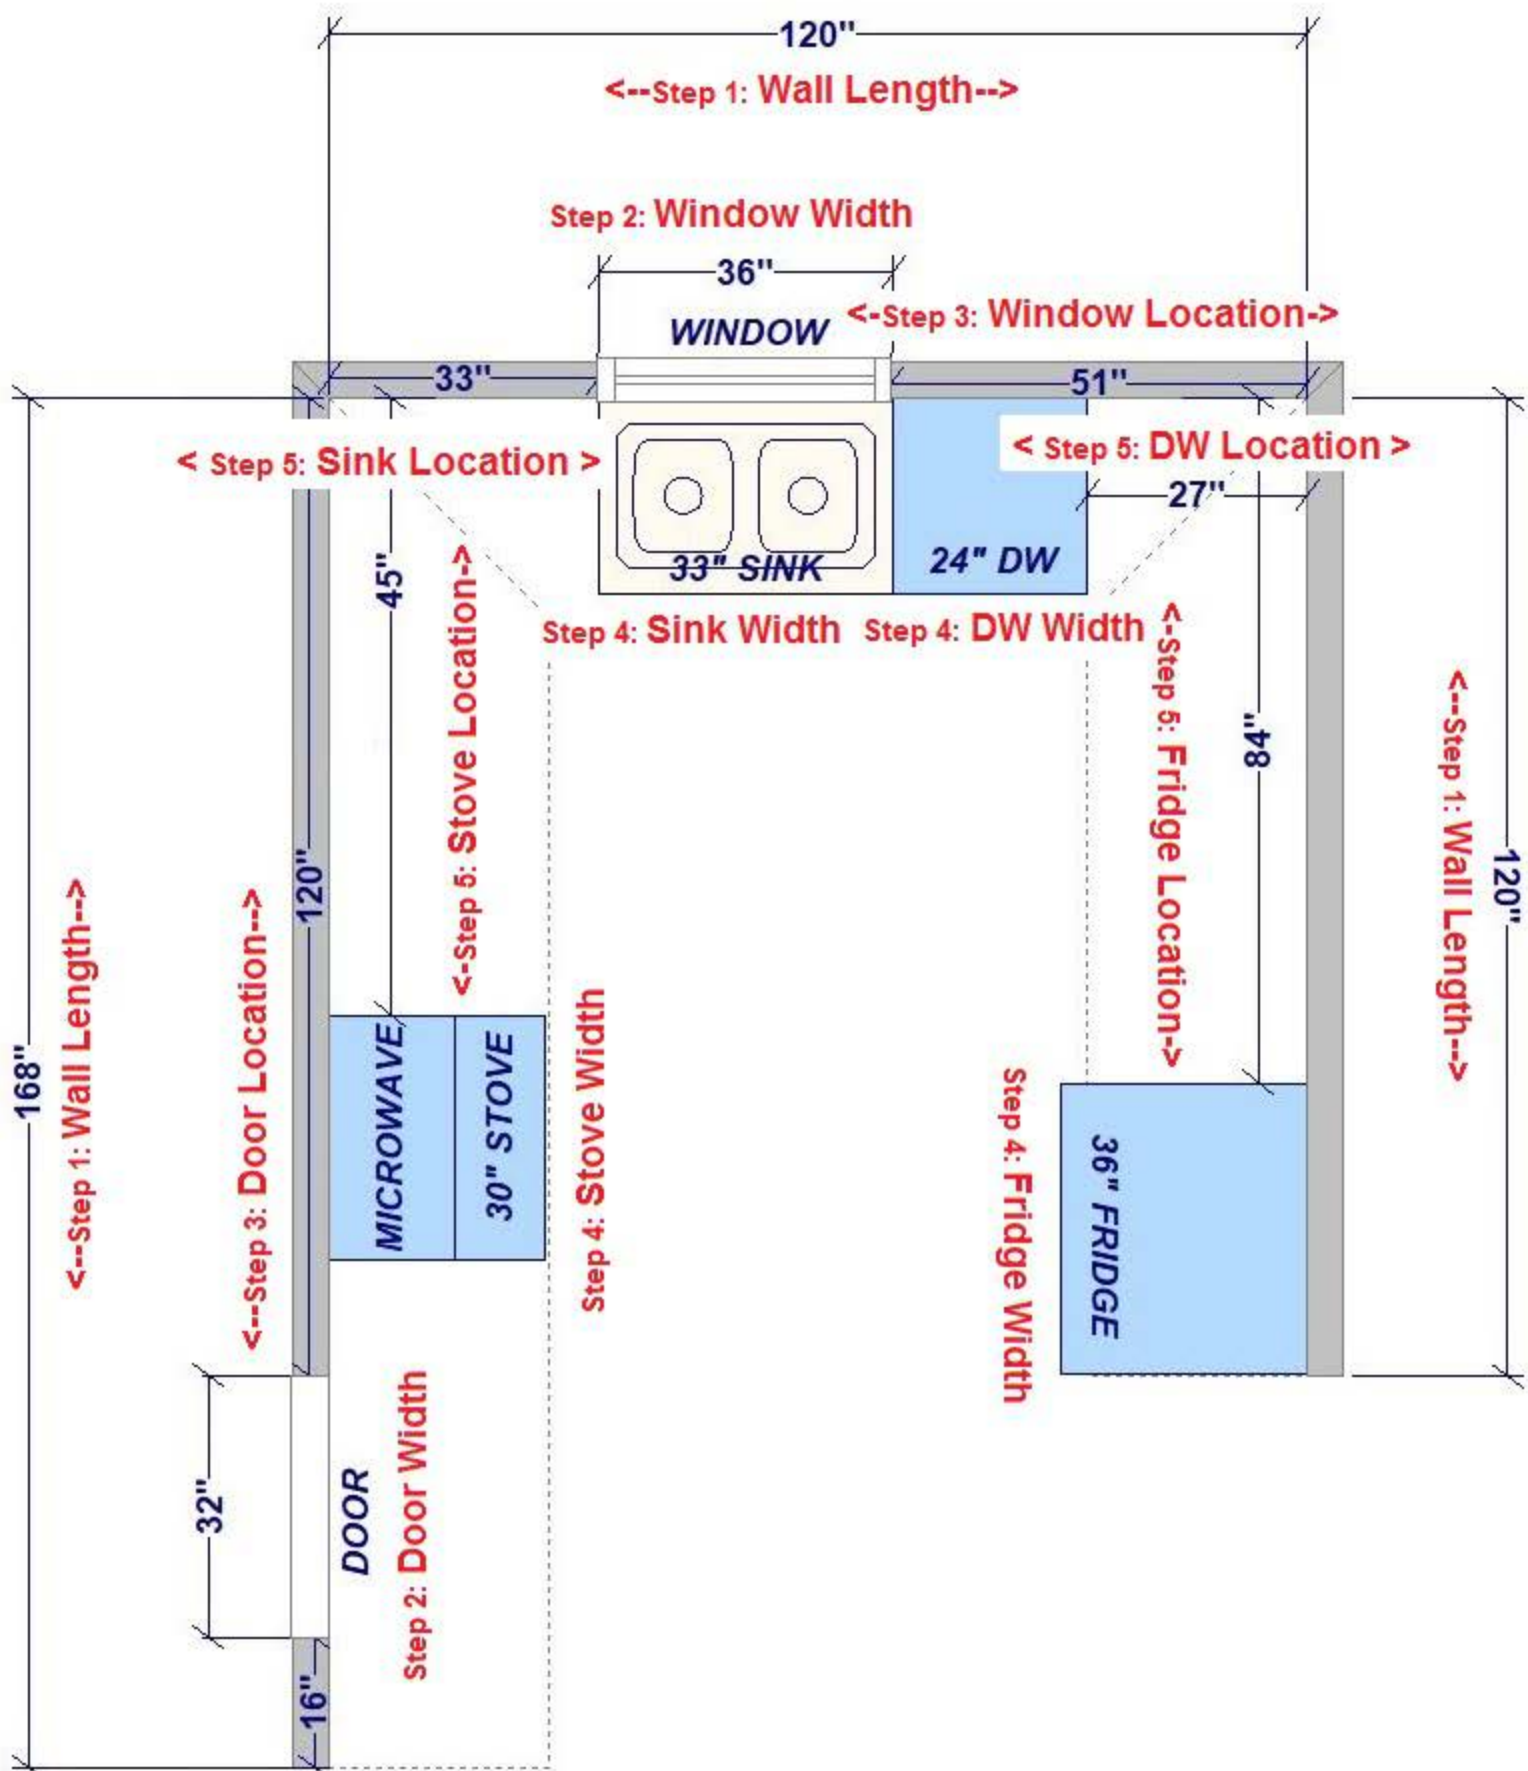 120"
<--Step 1: Wall Length-->
Step 2: Window Width
36"
WINDOW
<-Step 3: Window Location->
33"
51"
< Step 5: Sink Location >
< Step 5: DW Location >
27"
33" SINK
24" DW
Step 4: Sink Width
Step 4: DW Width
45"
<-Step 5: Stove Location->
84"
<-Step 5: Fridge Location->
<--Step 1: Wall Length-->
120"
168"
<--Step 1: Wall Length-->
<--Step 3: Door Location-->
120"
MICROWAVE
30" STOVE
Step 4: Stove Width
Step 4: Fridge Width
36" FRIDGE
32"
DOOR
Step 2: Door Width
16"